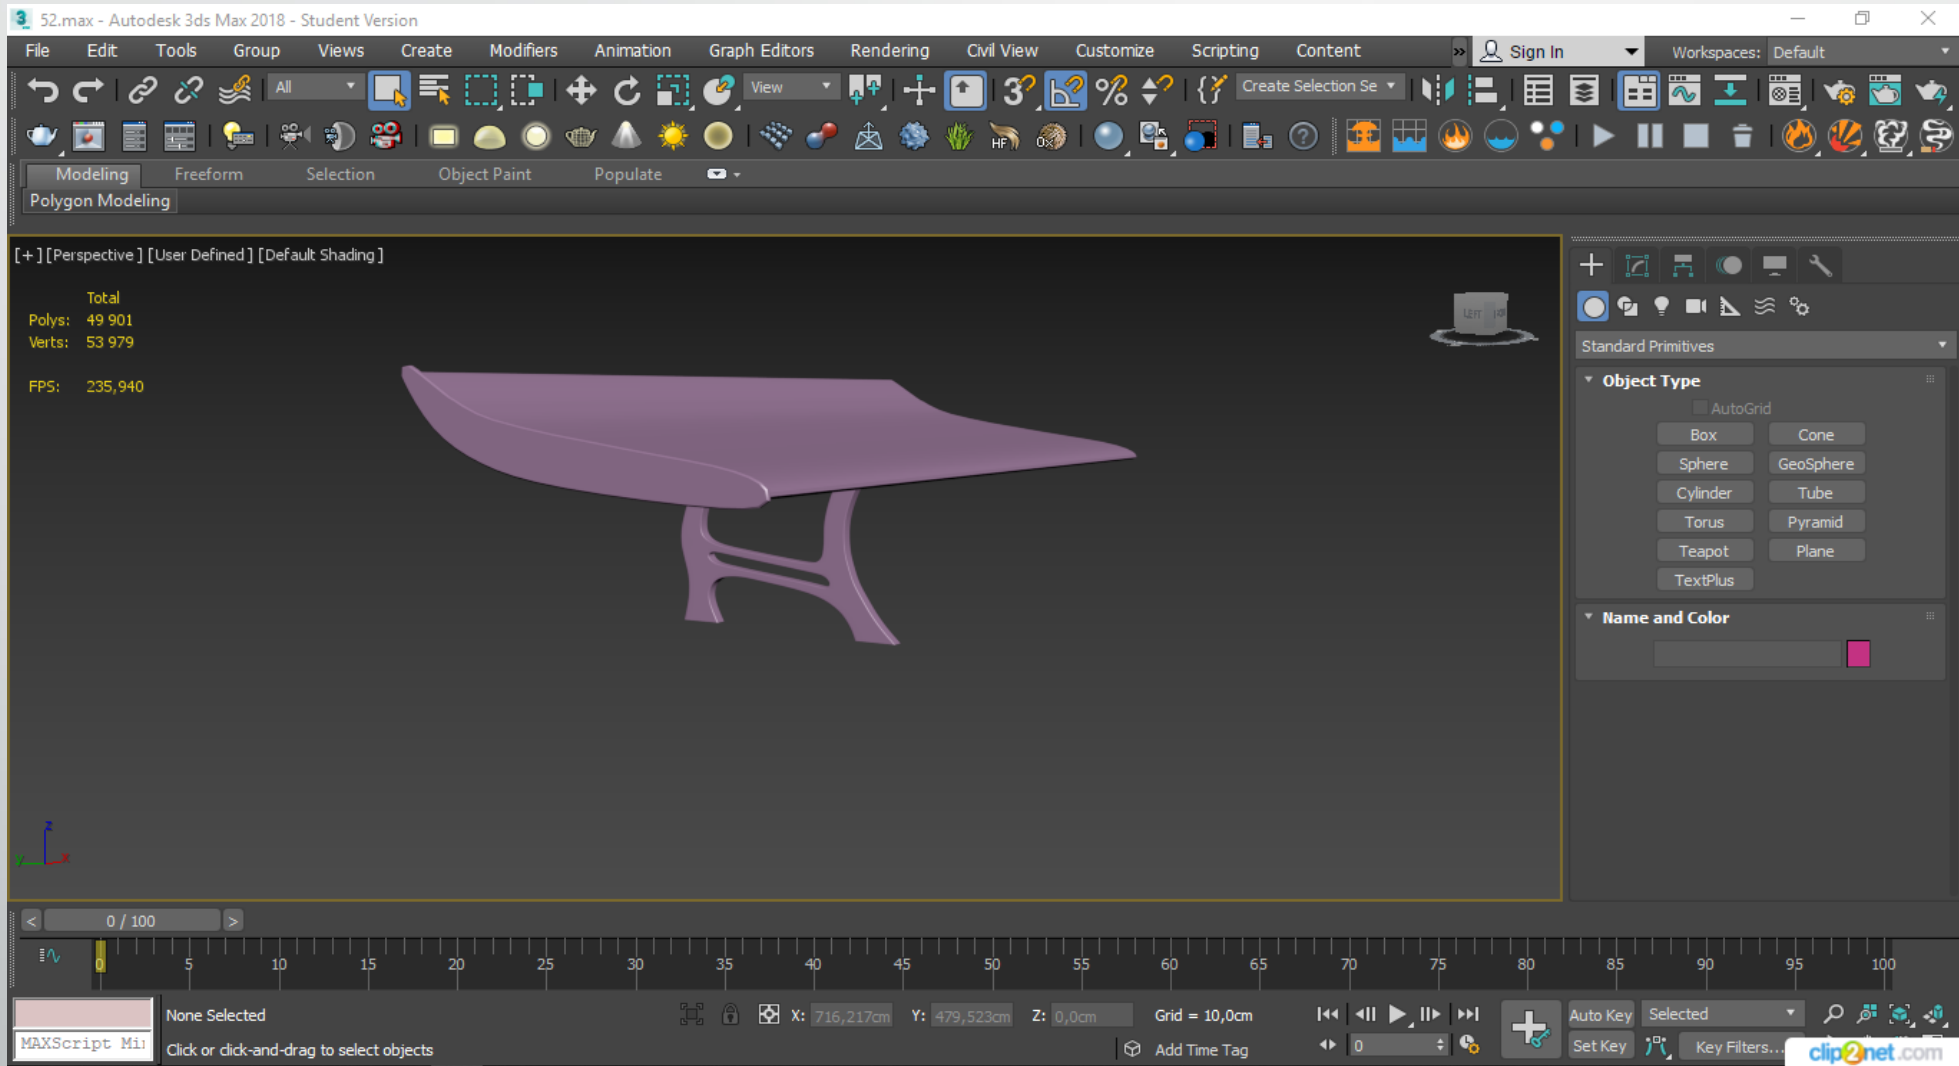 3 52.max - Autodesk 3ds Max 2018 - Student Version
File Edit Tools Group Views Create Modifiers Animation Graph Editors Rendering Civil View Customize Scripting Content » Sign In Workspaces: Default
All View 3 % Create Selection Se
HF Ox ?
Modeling Freeform Selection Object Paint Populate
Polygon Modeling
[+] [Perspective] [User Defined] [Default Shading]
Total
Polys: 49 901
Verts: 53 979
FPS: 235,940
LEFT
Standard Primitives
Object Type
AutoGrid
Box Cone
Sphere GeoSphere
Cylinder Tube
Torus Pyramid
Teapot Plane
TextPlus
Name and Color
z
y x
< 0 / 100 >
0 5 10 15 20 25 30 35 40 45 50 55 60 65 70 75 80 85 90 95 100
None Selected X: 716,217cm Y: 479,523cm Z: 0,0cm Grid = 10,0cm Auto Key Selected
MAXScript Mi Click or click-and-drag to select objects Add Time Tag 0 Set Key Key Filters...
clip2net.com